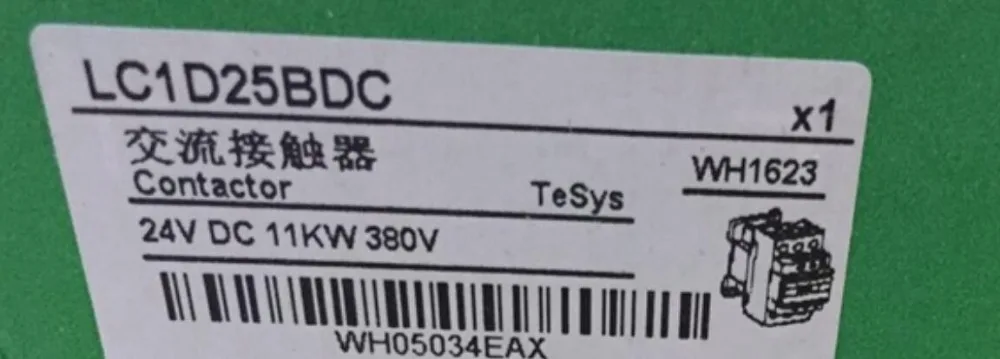 LC1D25BDC
x1
交流接触器
Contactor
TeSys
WH1623
24V DC 11KW 380V
WH05034EAX